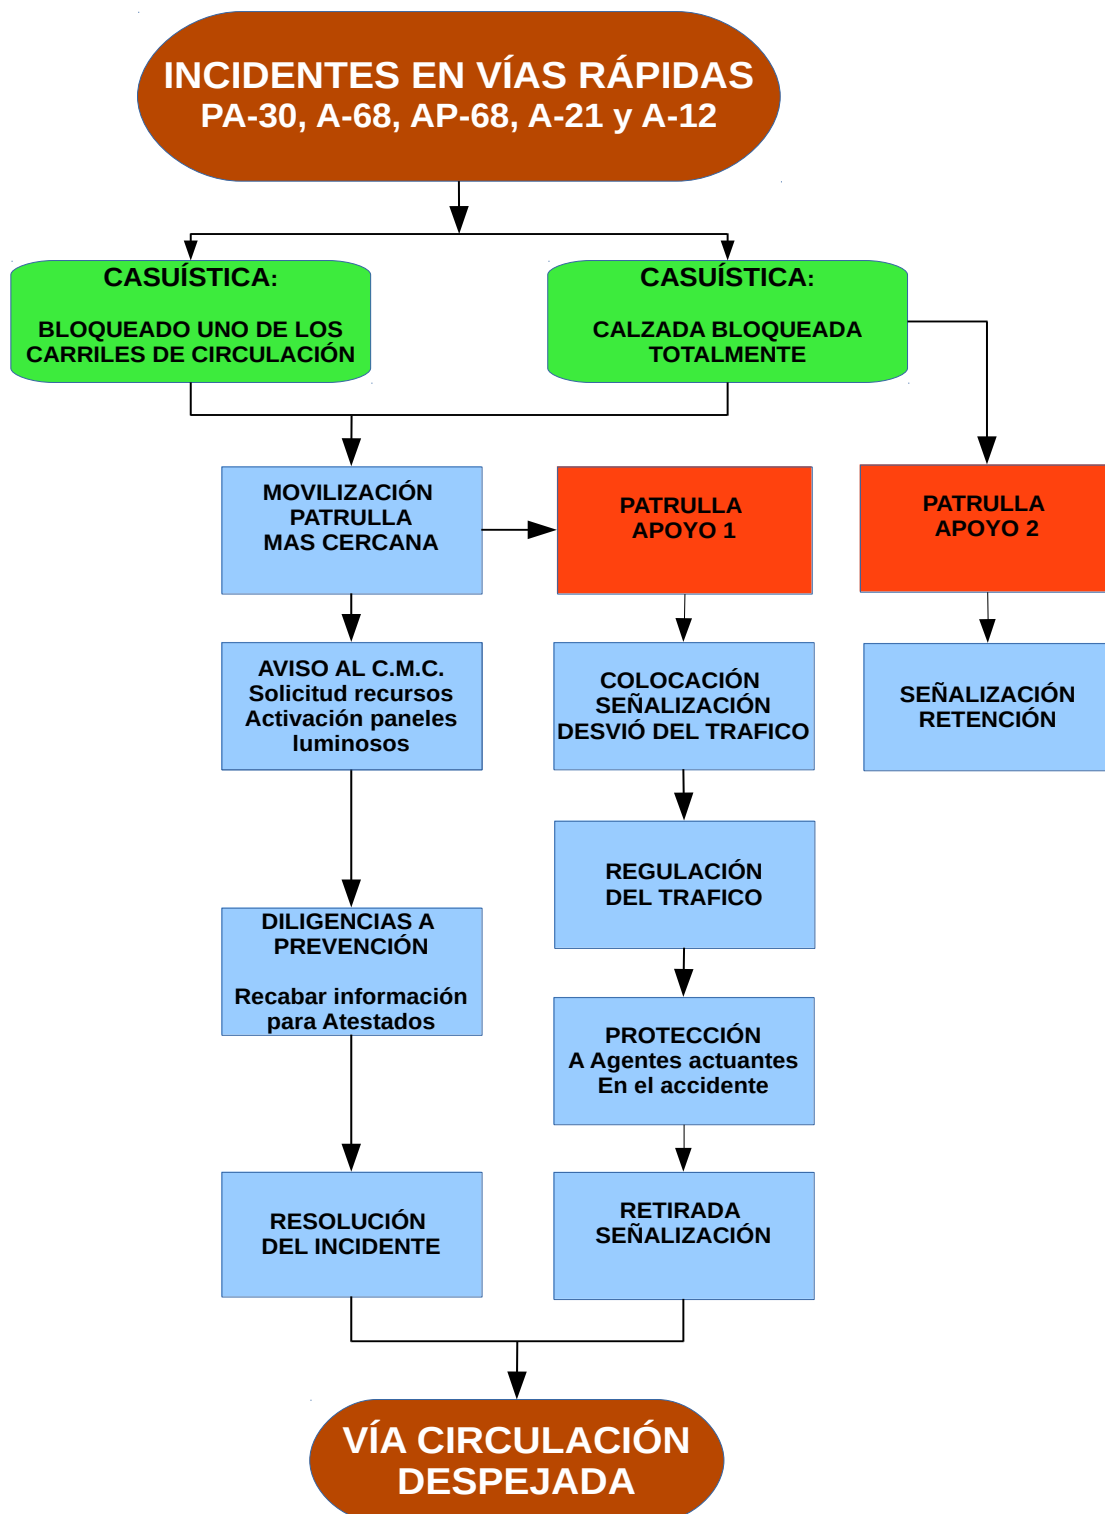 INCIDENTES EN VÍAS RÁPIDAS
PA-30, A-68, AP-68, A-21 y A-12
CASUÍSTICA:
BLOQUEADO UNO DE LOS
CARRILES DE CIRCULACIÓN
CASUÍSTICA:
CALZADA BLOQUEADA
TOTALMENTE
MOVILIZACIÓN
PATRULLA
MAS CERCANA
PATRULLA
APOYO 1
PATRULLA
APOYO 2
AVISO AL C.M.C.
Solicitud recursos
Activación paneles
luminosos
COLOCACIÓN
SEÑALIZACIÓN
DESVIÓ DEL TRAFICO
SEÑALIZACIÓN
RETENCIÓN
REGULACIÓN
DEL TRAFICO
DILIGENCIAS A
PREVENCIÓN
Recabar información
para Atestados
PROTECCIÓN
A Agentes actuantes
En el accidente
RESOLUCIÓN
DEL INCIDENTE
RETIRADA
SEÑALIZACIÓN
VÍA CIRCULACIÓN
DESPEJADA